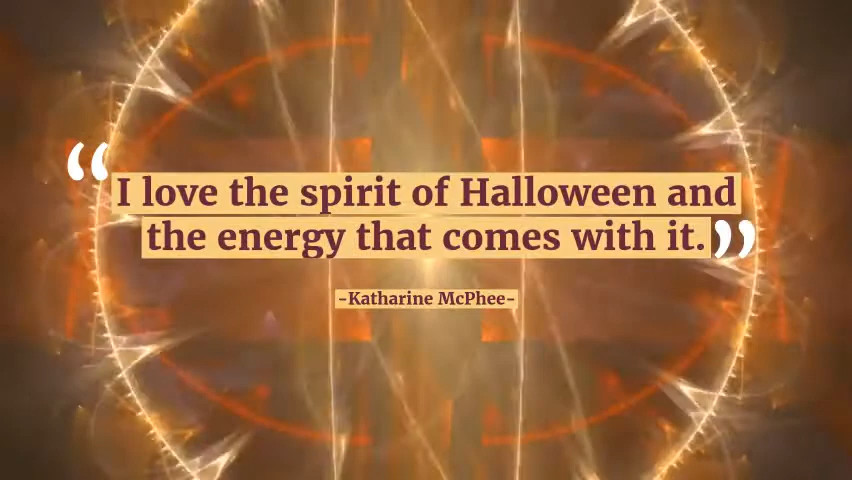 “I love the spirit of Halloween and
the energy that comes with it.”
-Katharine McPhee-